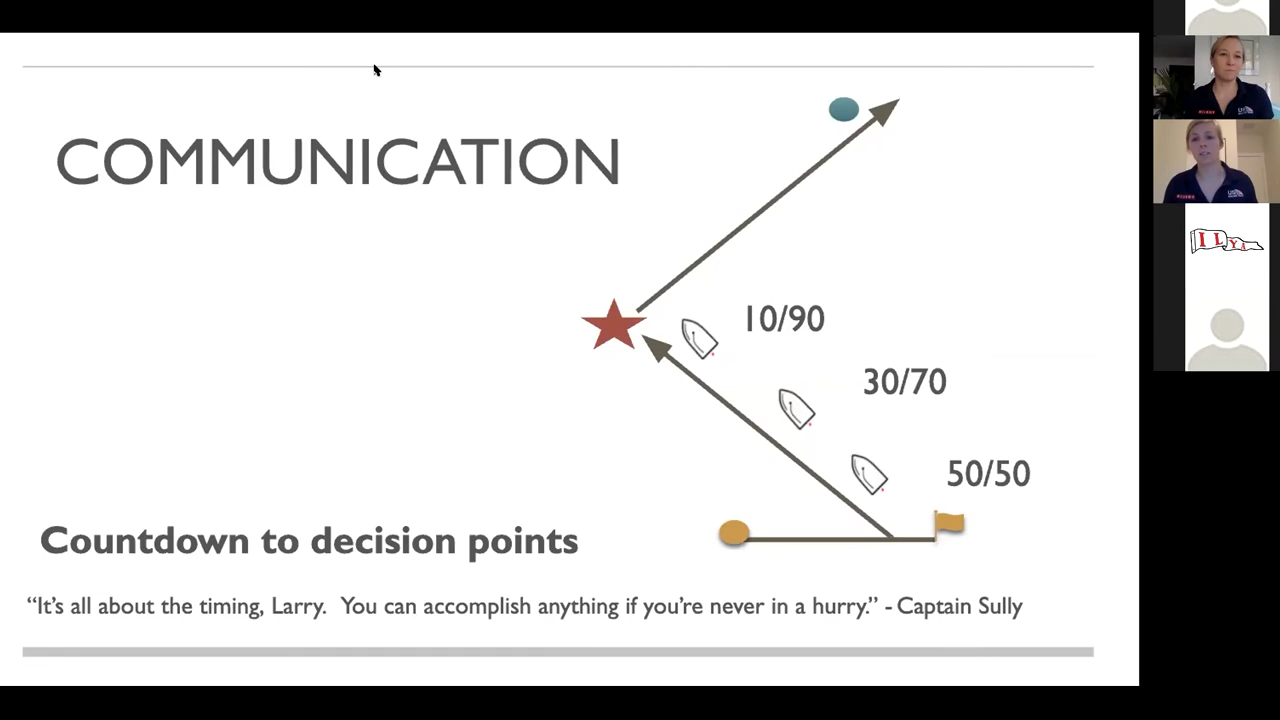 COMMUNICATION
10/90
30/70
50/50
Countdown to decision points
“It’s all about the timing, Larry. You can accomplish anything if you’re never in a hurry.” - Captain Sully
ILYA